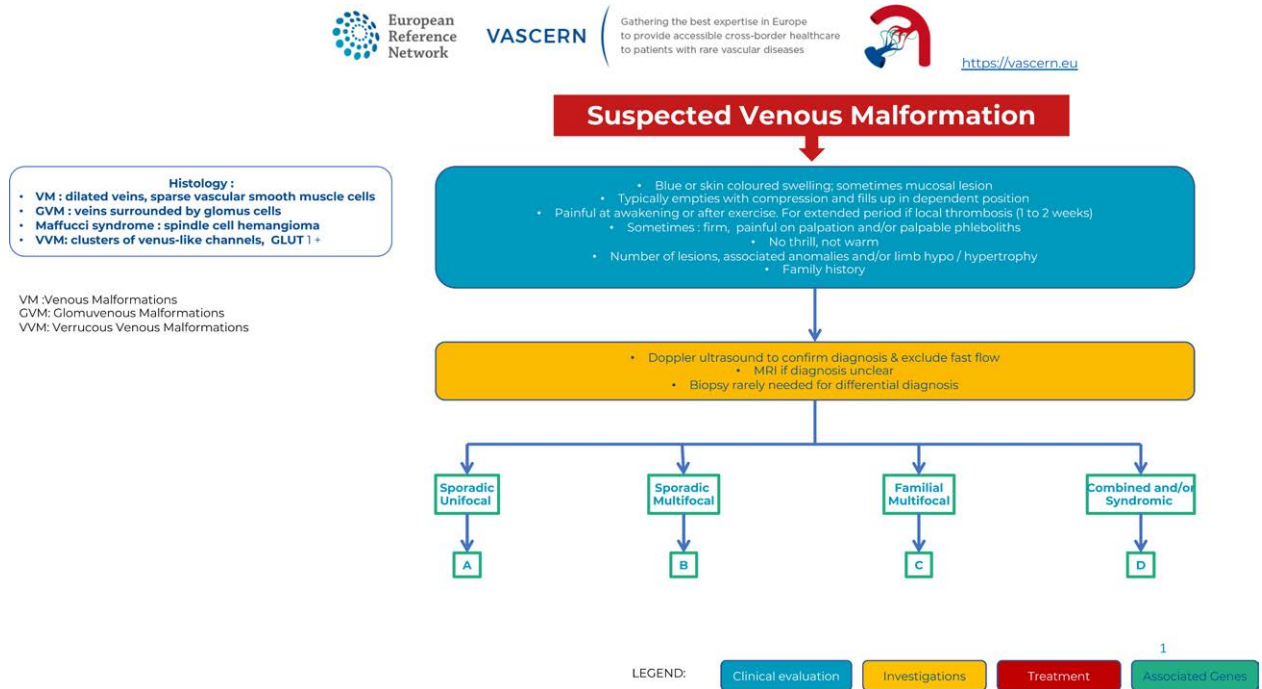 European
Reference
Network
VASCERN
Gathering the best expertise in Europe
to provide accessible cross-border healthcare
to patients with rare vascular diseases
https://vascern.eu
Suspected Venous Malformation
Histology :
• VM : dilated veins, sparse vascular smooth muscle cells
• GVM : veins surrounded by glomus cells
• Maffucci syndrome : spindle cell hemangioma
• VVM: clusters of venus-like channels, GLUT 1 +
VM :Venous Malformations
GVM: Glomuvenous Malformations
VVM: Verrucous Venous Malformations
• Blue or skin coloured swelling; sometimes mucosal lesion
• Typically empties with compression and fills up in dependent position
• Painful at awakening or after exercise. For extended period if local thrombosis (1 to 2 weeks)
• Sometimes : firm, painful on palpation and/or palpable phleboliths
• No thrill, not warm
• Number of lesions, associated anomalies and/or limb hypo / hypertrophy
• Family history
• Doppler ultrasound to confirm diagnosis & exclude fast flow
• MRI if diagnosis unclear
• Biopsy rarely needed for differential diagnosis
Sporadic
Unifocal
Sporadic
Multifocal
Familial
Multifocal
Combined and/or
Syndromic
A
B
C
D
1
LEGEND:
Clinical evaluation
Investigations
Treatment
Associated Genes